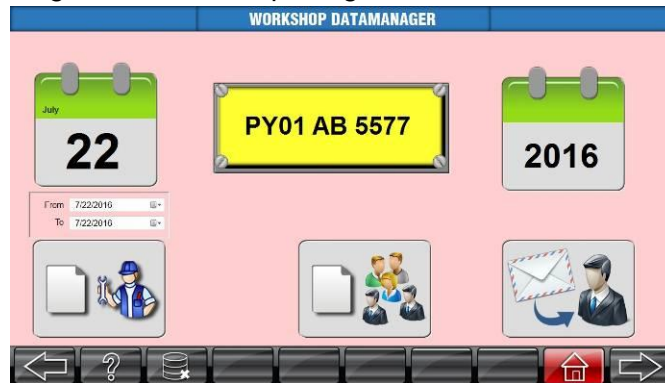 WORKSHOP DATAMANAGER
July
22
PY01 AB 5577
2016
From 7/22/2016
To 7/22/2016
?